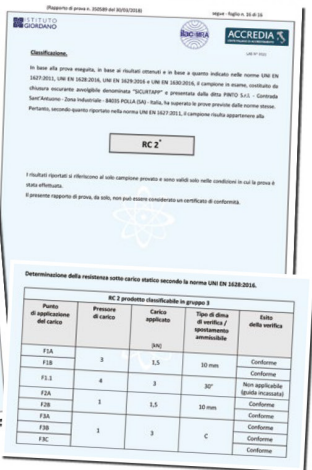 (Rapporto di prova n. 350589 del 30/03/2018)
segue - foglio n. 16 di 16
ISTITUTO
GIORDANO
ilac-MRA
ACCREDIA
LAB N° 0021
Classificazione.
In base alla prova eseguita, in base ai risultati ottenuti e in base a quanto indicato nelle norme UNI EN
1627:2011, UNI EN 1628:2016, UNI EN 1629:2016 e UNI EN 1630:2016, il campione in esame, costituito da
chiusura oscurante avvolgibile denominata "SICURTAPP" e presentata dalla ditta PINTO S.r.l. - Contrada
Sant'Antuono - Zona Industriale - 84035 POLLA (SA) - Italia, ha superato le prove previste dalle norme stesse.
Pertanto, secondo quanto riportato nella norma UNI EN 1627:2011, il campione risulta appartenere alla
RC 2*
I risultati riportati si riferiscono al solo campione provato e sono validi solo nelle condizioni in cui la prova è
stata effettuata.
Il presente rapporto di prova, da solo, non può essere considerato un certificato di conformità.
Determinazione della resistenza sotto carico statico secondo la norma UNI EN 1628:2016.
RC 2 prodotto classificabile in gruppo 3
Punto
di applicazione
del carico
Pressore
di carico
Carico
applicato
[kN]
Tipo di dima
di verifica /
spostamento
ammissibile
Esito
della verifica
F1A
F1B
3
1,5
10 mm
Conforme
Conforme
F1.1
4
3
30°
Non applicabile
(guida incassata)
F2A
F2B
1
1,5
10 mm
Conforme
Conforme
F3A
F3B
F3C
1
3
C
Conforme
Conforme
Conforme